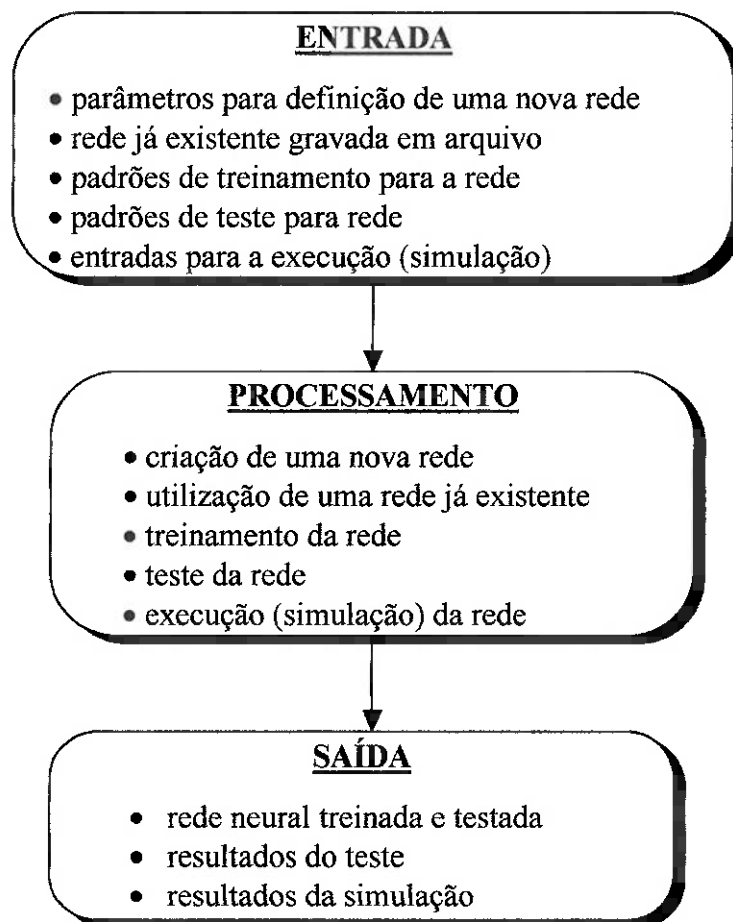 ENTRADA
• parâmetros para definição de uma nova rede
• rede já existente gravada em arquivo
• padrões de treinamento para a rede
• padrões de teste para rede
• entradas para a execução (simulação)
PROCESSAMENTO
• criação de uma nova rede
• utilização de uma rede já existente
• treinamento da rede
• teste da rede
• execução (simulação) da rede
SAÍDA
• rede neural treinada e testada
• resultados do teste
• resultados da simulação